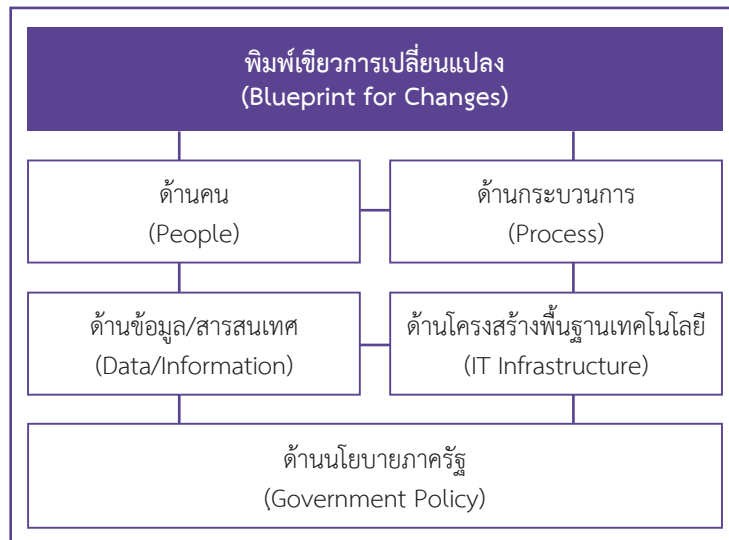 พิมพ์เขียวการเปลี่ยนแปลง
(Blueprint for Changes)
ด้านคน
(People)
ด้านกระบวนการ
(Process)
ด้านข้อมูล/สารสนเทศ
(Data/Information)
ด้านโครงสร้างพื้นฐานเทคโนโลยี
(IT Infrastructure)
ด้านนโยบายภาครัฐ
(Government Policy)